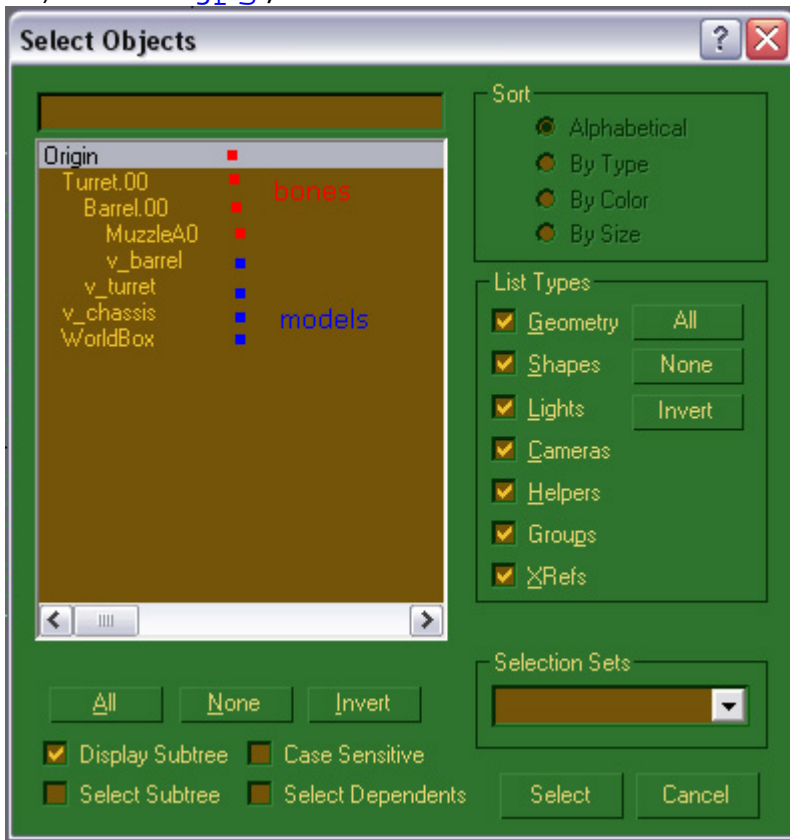 Select Objects
Sort
Origin
Alphabetical
Turret.00
bones
By Type
Barrel.00
By Color
MuzzleA0
By Size
v_barrel
v_turret
List Types
v_chassis
models
Geometry
All
WorldBox
Shapes
None
Lights
Invert
Cameras
Helpers
Groups
XRefs
Selection Sets
All
None
Invert
Display Subtree
Case Sensitive
Select Subtree
Select Dependents
Select
Cancel